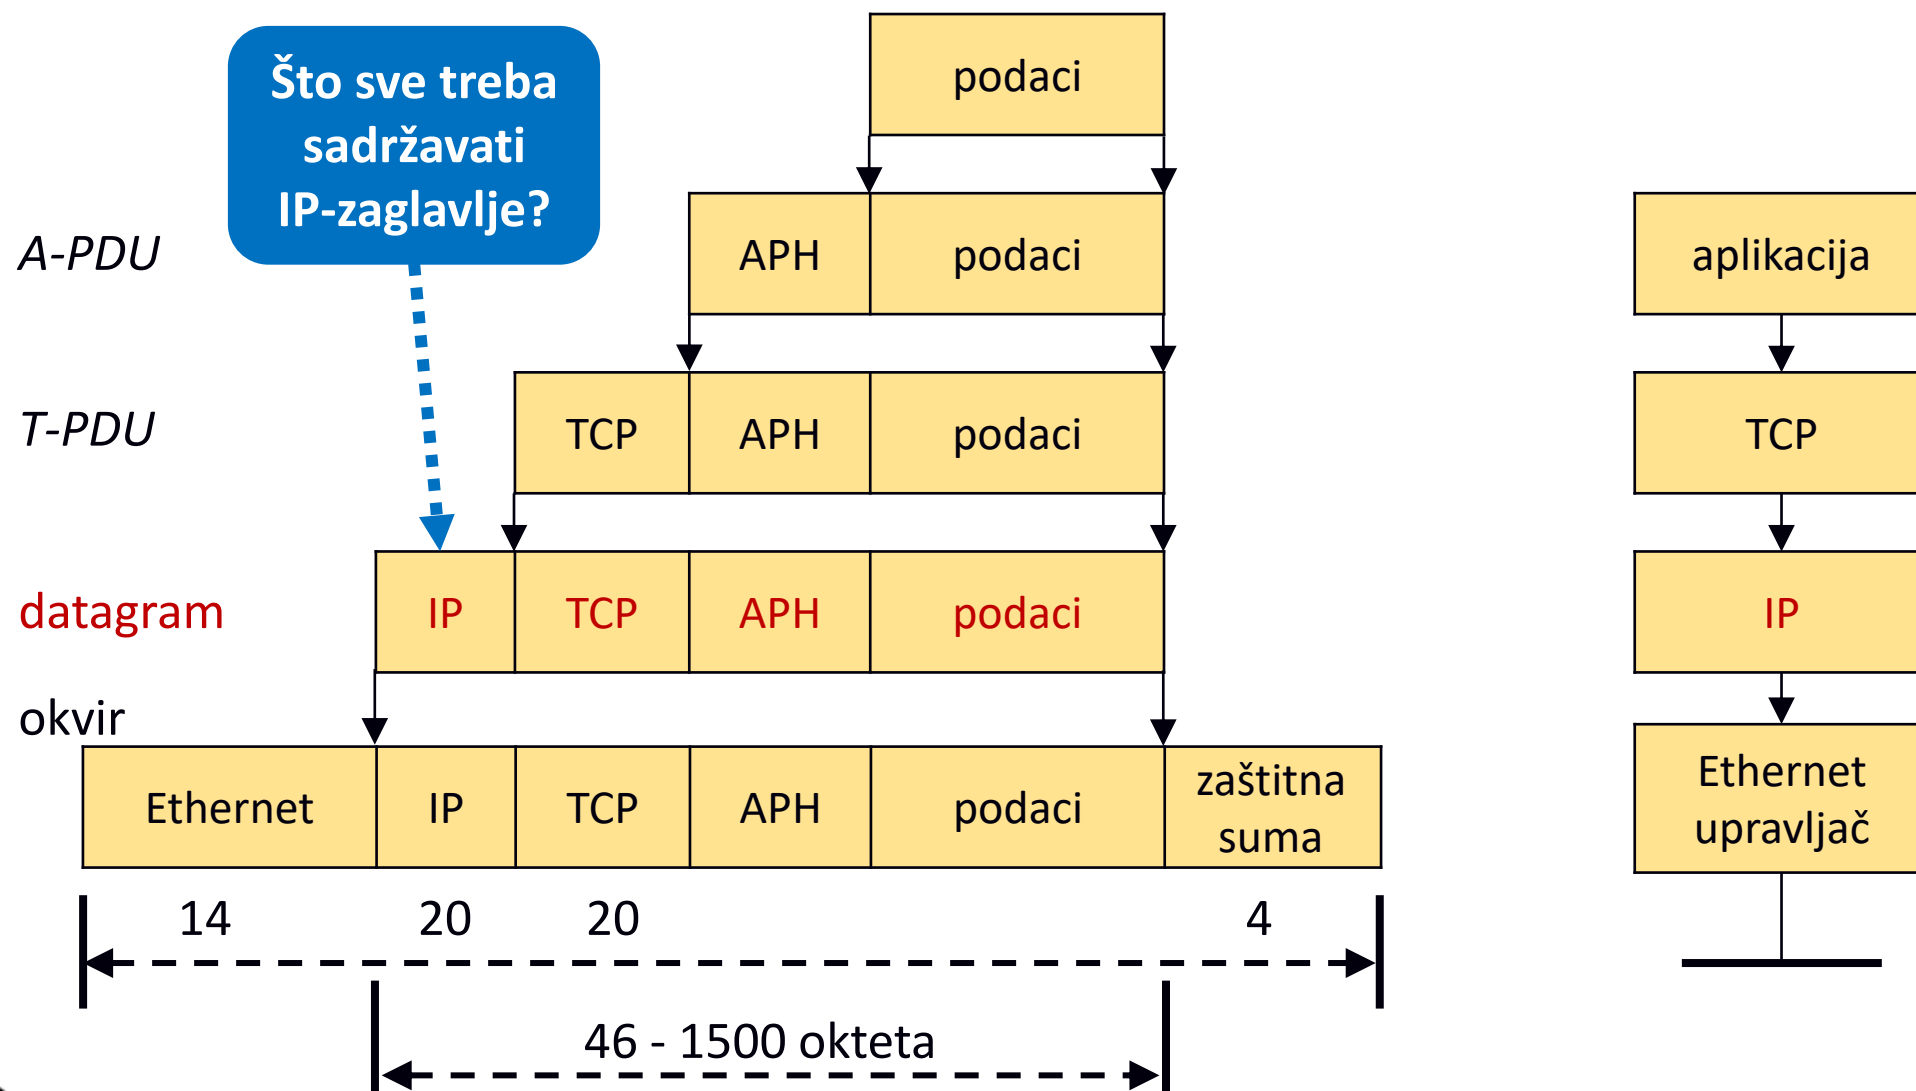 Što sve treba
sadržavati
IP-zaglavlje?
podaci
A-PDU
APH
podaci
aplikacija
T-PDU
TCP
APH
podaci
TCP
datagram
IP
TCP
APH
podaci
IP
okvir
Ethernet
IP
TCP
APH
podaci
zaštitna
suma
Ethernet
upravljač
14
20
20
4
46 - 1500 okteta